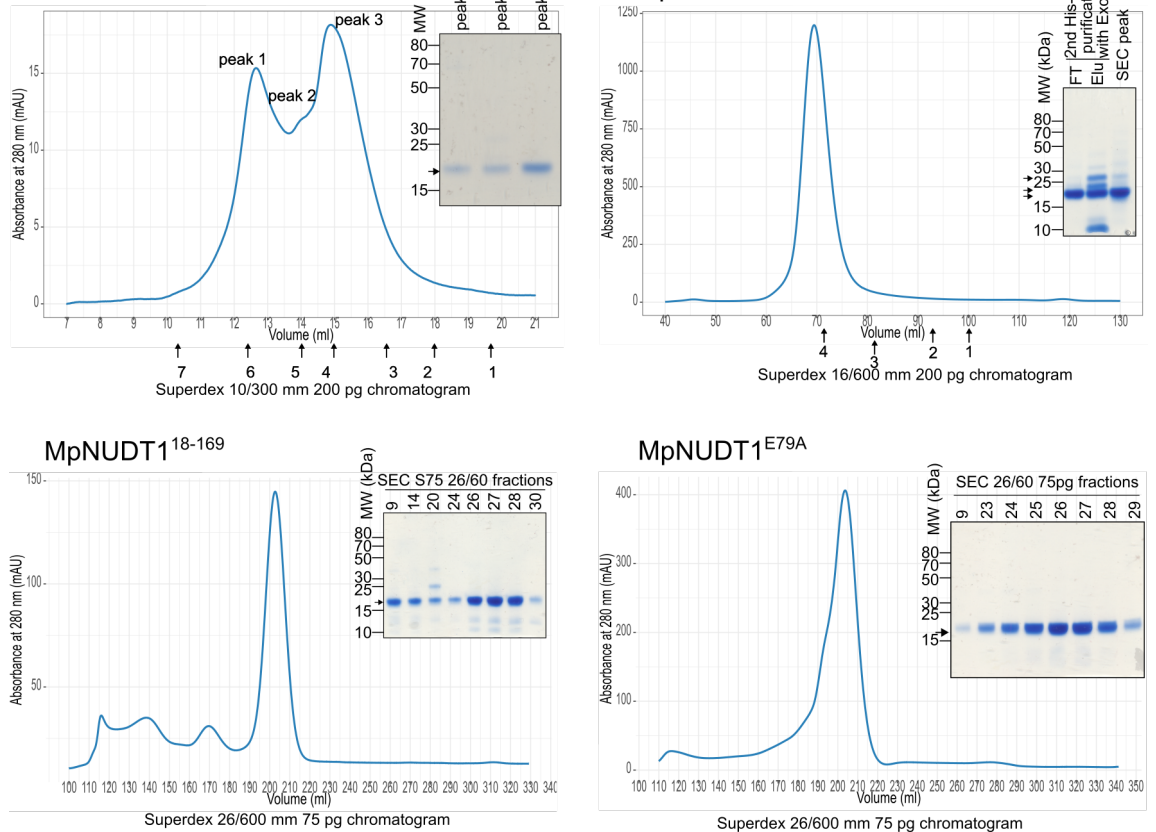 peak 1
peak 2
peak 3
MW
peak
peak
peak
80
70
50
30
25
15
Absorbance at 280 nm (mAU)
15
10
5
0
7 8 9 10 11 12 13 14 15 16 17 18 19 20 21
Volume (ml)
7 6 5 4 3 2 1
Superdex 10/300 mm 200 pg chromatogram
MW (kDa)
FT
Elu
2nd His-
purifica
with Exc
SEC peak
80
70
50
30
25
15
10
Absorbance at 280 nm (mAU)
1250
1000
750
500
250
0
40 50 60 70 80 90 100 110 120 130
Volume (ml)
4 3 2 1
Superdex 16/600 mm 200 pg chromatogram
MpNUDT118-169
MW (kDa)
SEC S75 26/60 fractions
9 14 20 24 26 27 28 30
80
70
50
30
25
15
10
Absorbance at 280 nm (mAU)
150
100
50
100 110 120 130 140 150 160 170 180 190 200 210 220 230 240 250 260 270 280 290 300 310 320 330 340
Volume (ml)
Superdex 26/600 mm 75 pg chromatogram
MpNUDT1E79A
MW (kDa)
SEC 26/60 75pg fractions
9 23 24 25 26 27 28 29
80
70
50
30
25
15
Absorbance at 280 nm (mAU)
400
300
200
100
0
100 110 120 130 140 150 160 170 180 190 200 210 220 230 240 250 260 270 280 290 300 310 320 330 340 350
Volume (ml)
Superdex 26/600 mm 75 pg chromatogram